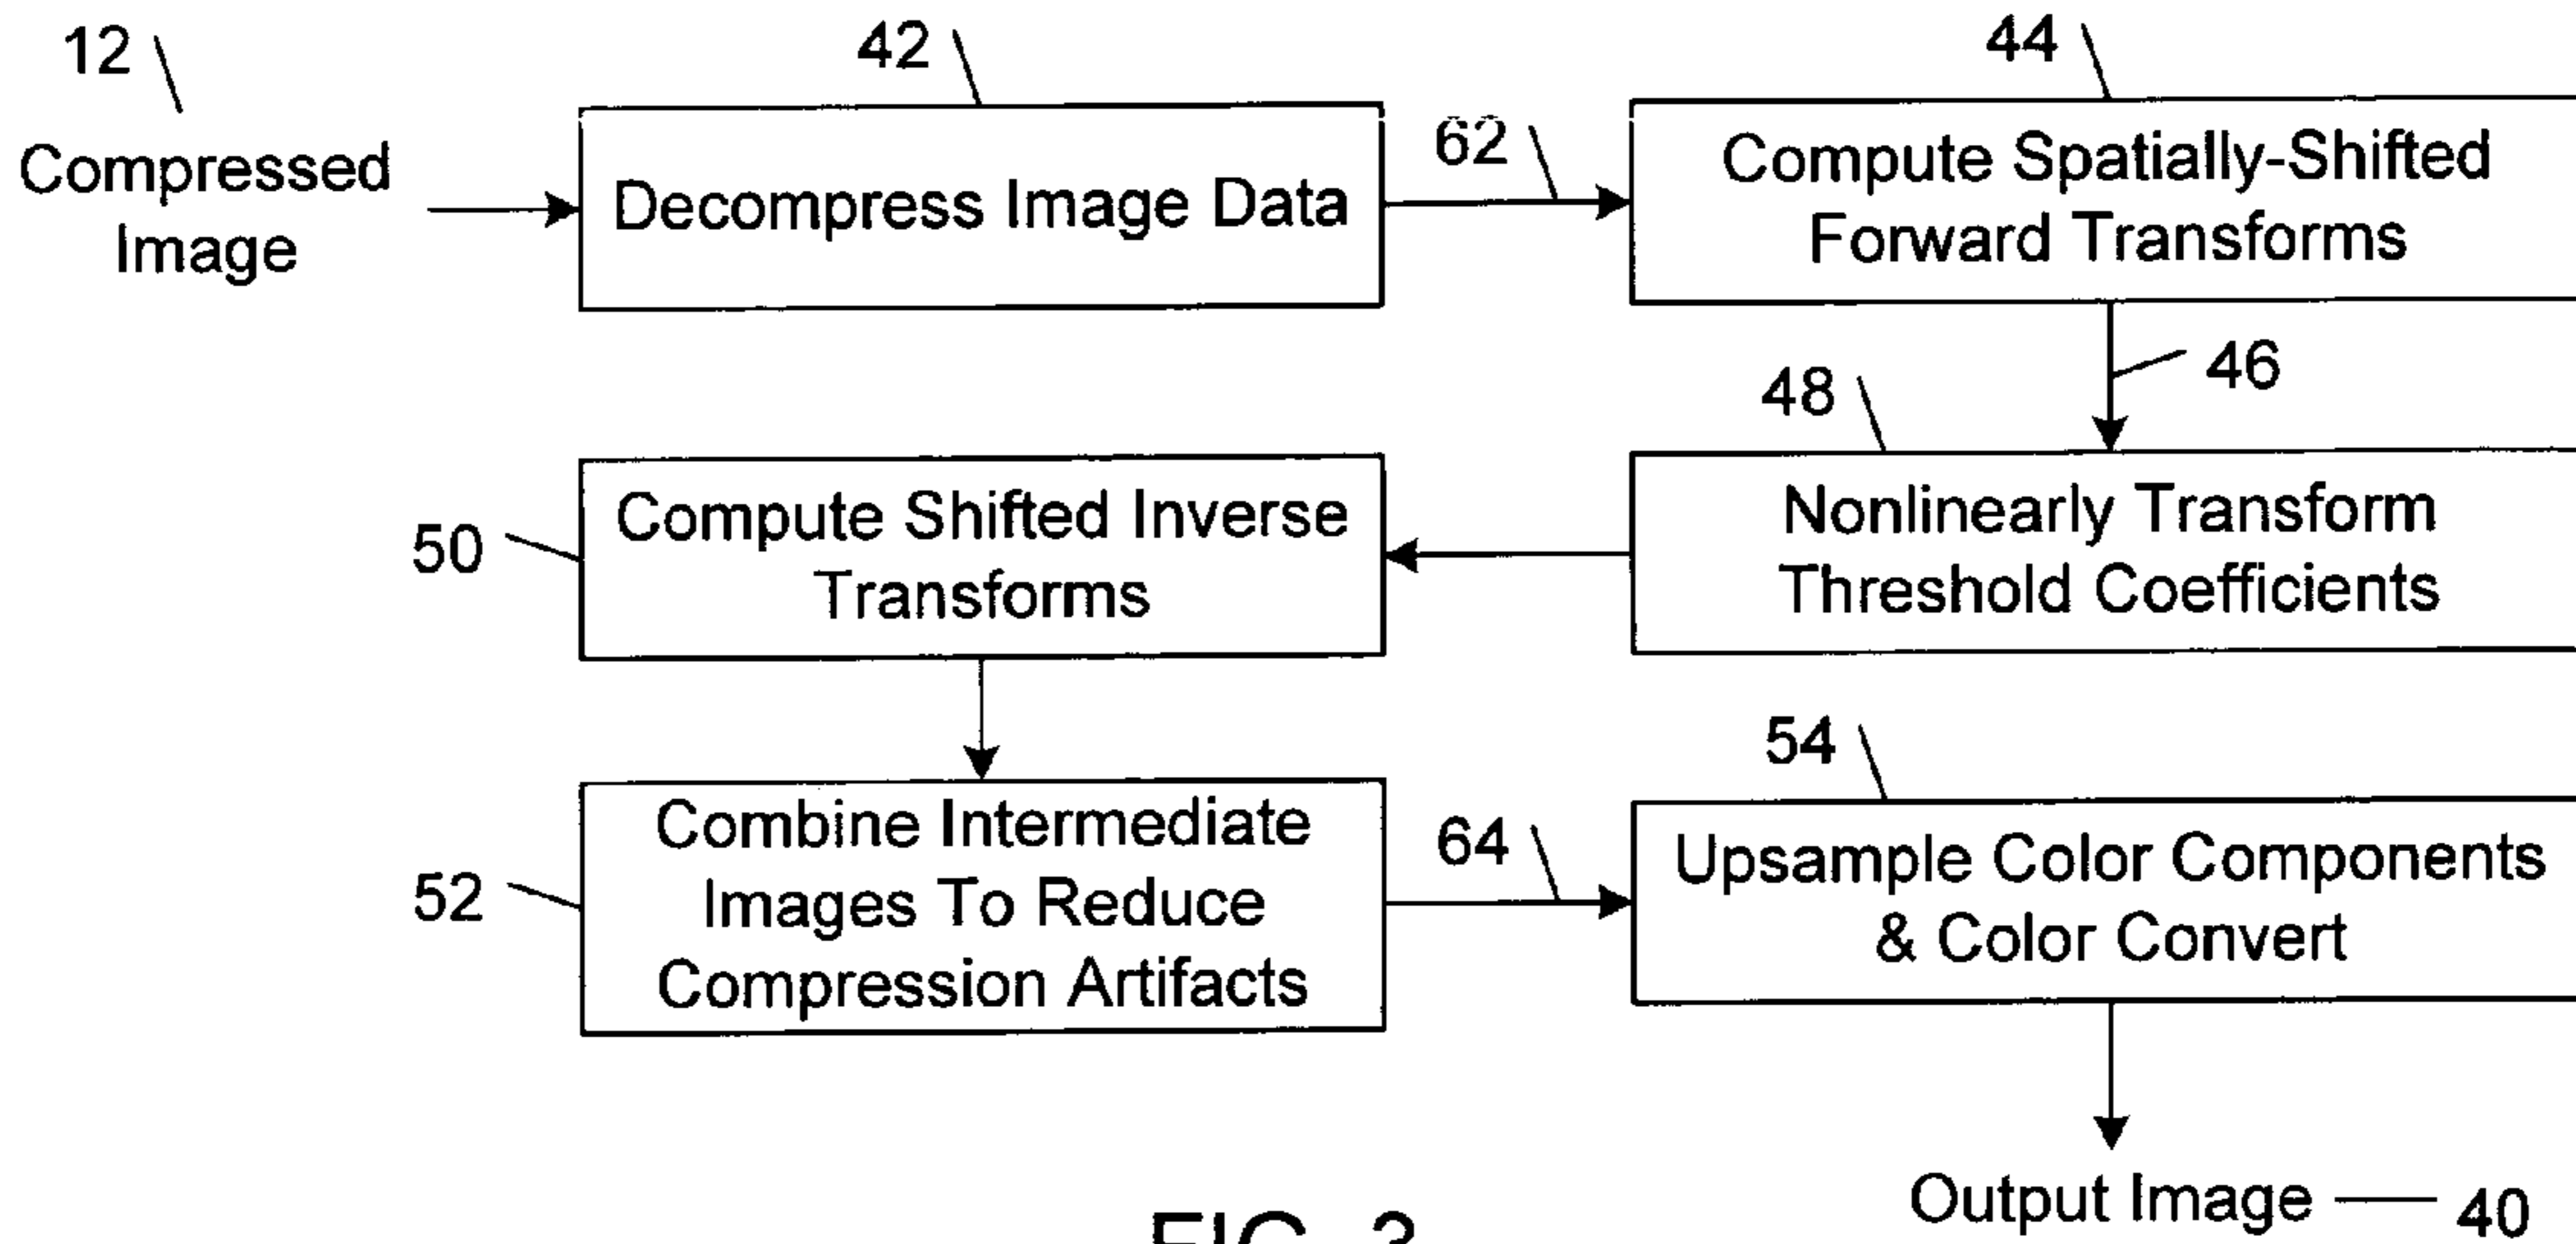 12
Compressed
Image
42
Decompress Image Data
62
44
Compute Spatially-Shifted
Forward Transforms
46
48
Nonlinearly Transform
Threshold Coefficients
50
Compute Shifted Inverse
Transforms
52
Combine Intermediate
Images To Reduce
Compression Artifacts
64
54
Upsample Color Components
& Color Convert
Output Image
40
FIG.